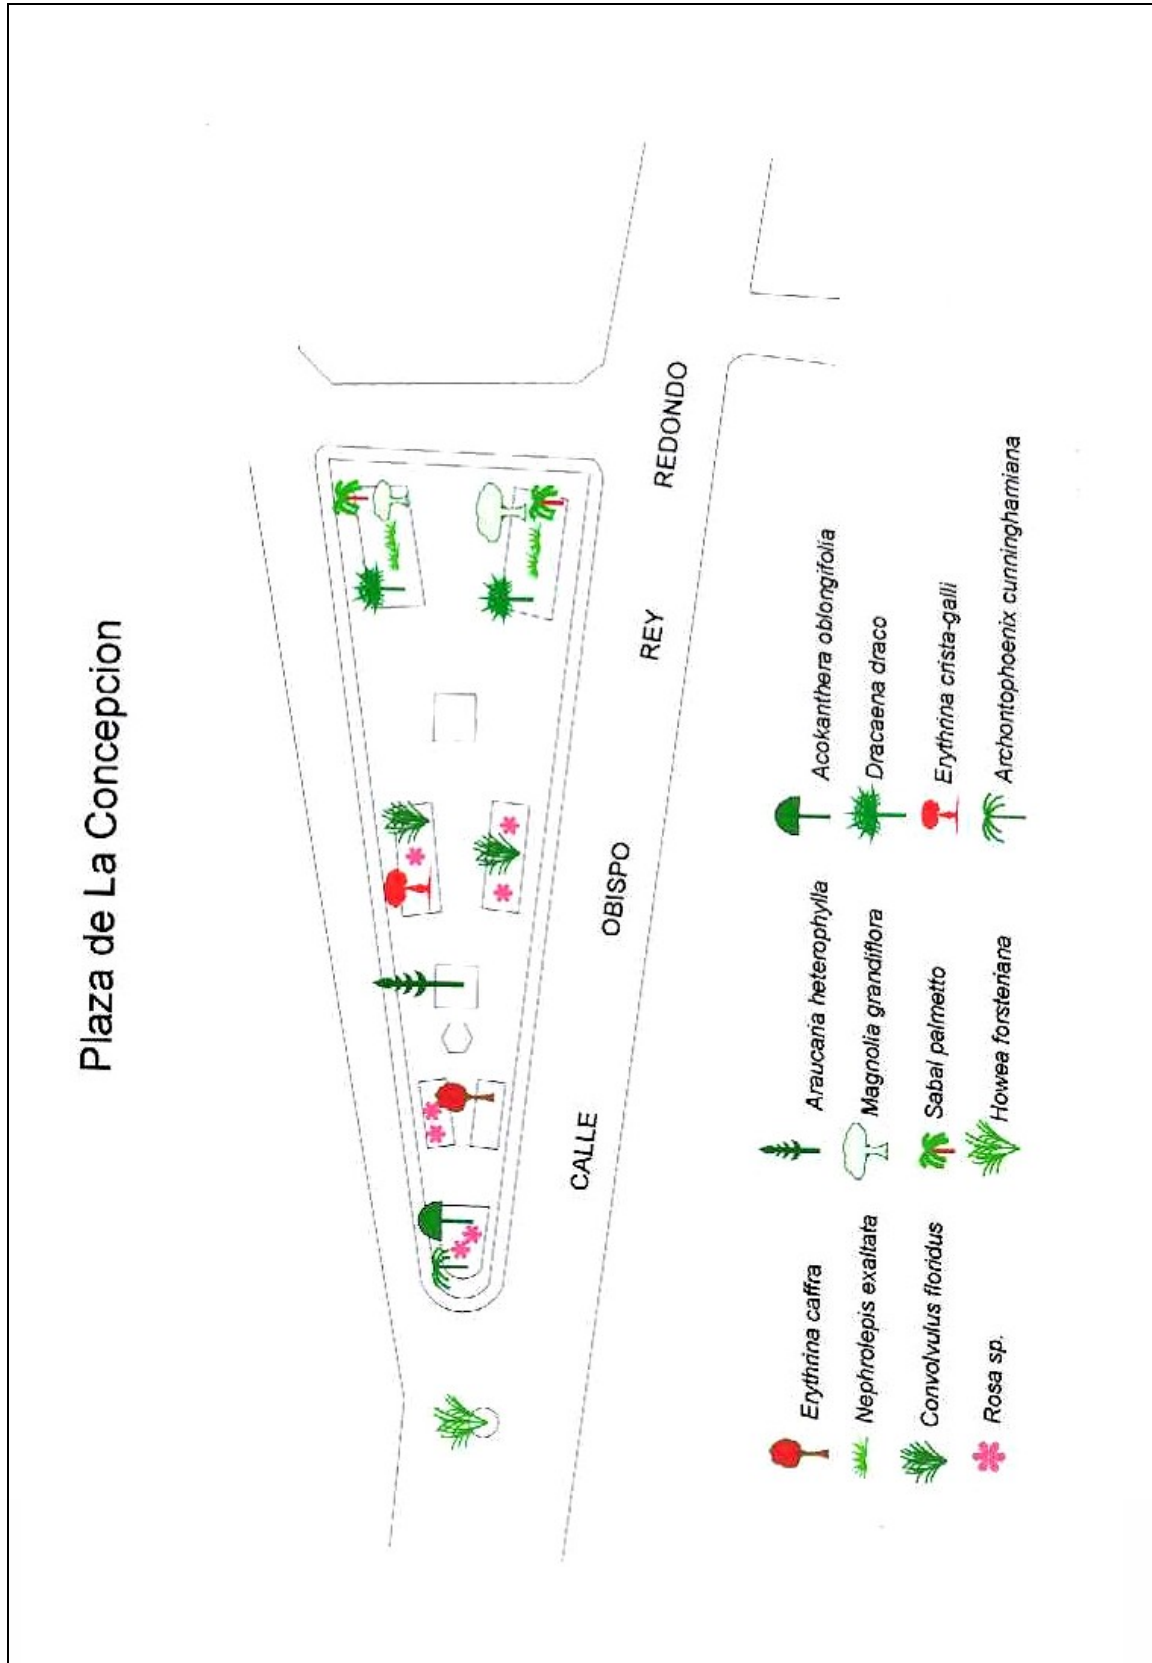 Plaza de La Concepcion
CALLE OBISPO REY REDONDO
Erythrina caffra
Araucaria heterophylla
Acokanthera oblongifolia
Nephrolepis exaltata
Magnolia grandiflora
Dracaena draco
Convolvulus floridus
Sabal palmetto
Erythrina crista-galli
Rosa sp.
Howea forsteriana
Archontophoenix cunninghamiana